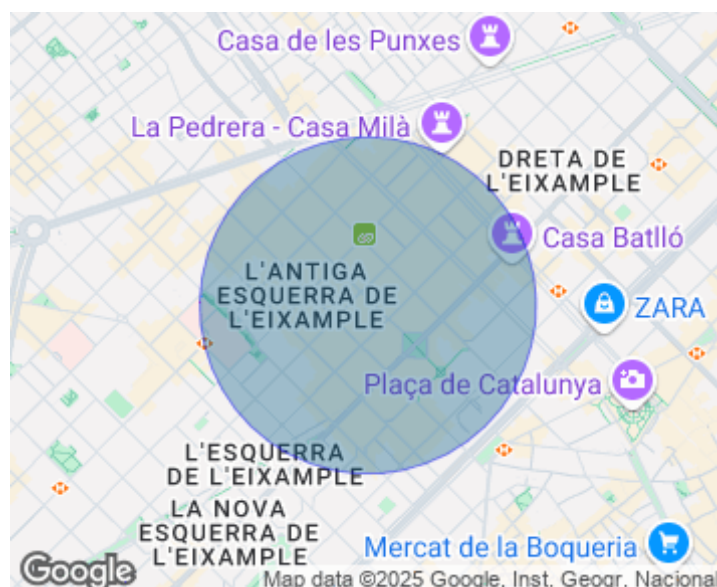 Casa de les Punxes
La Pedrera - Casa Milà
DRETA DE
L'EIXAMPLE
Casa Batlló
L'ANTIGA
ESQUERRA DE
L'EIXAMPLE
ZARA
Plaça de Catalunya
L'ESQUERRA
DE L'EIXAMPLE
LA NOVA
ESQUERRA DE
L'EIXAMPLE
Mercat de la Boqueria
Google
Map data ©2025 Google, Inst. Geogr. Nacional